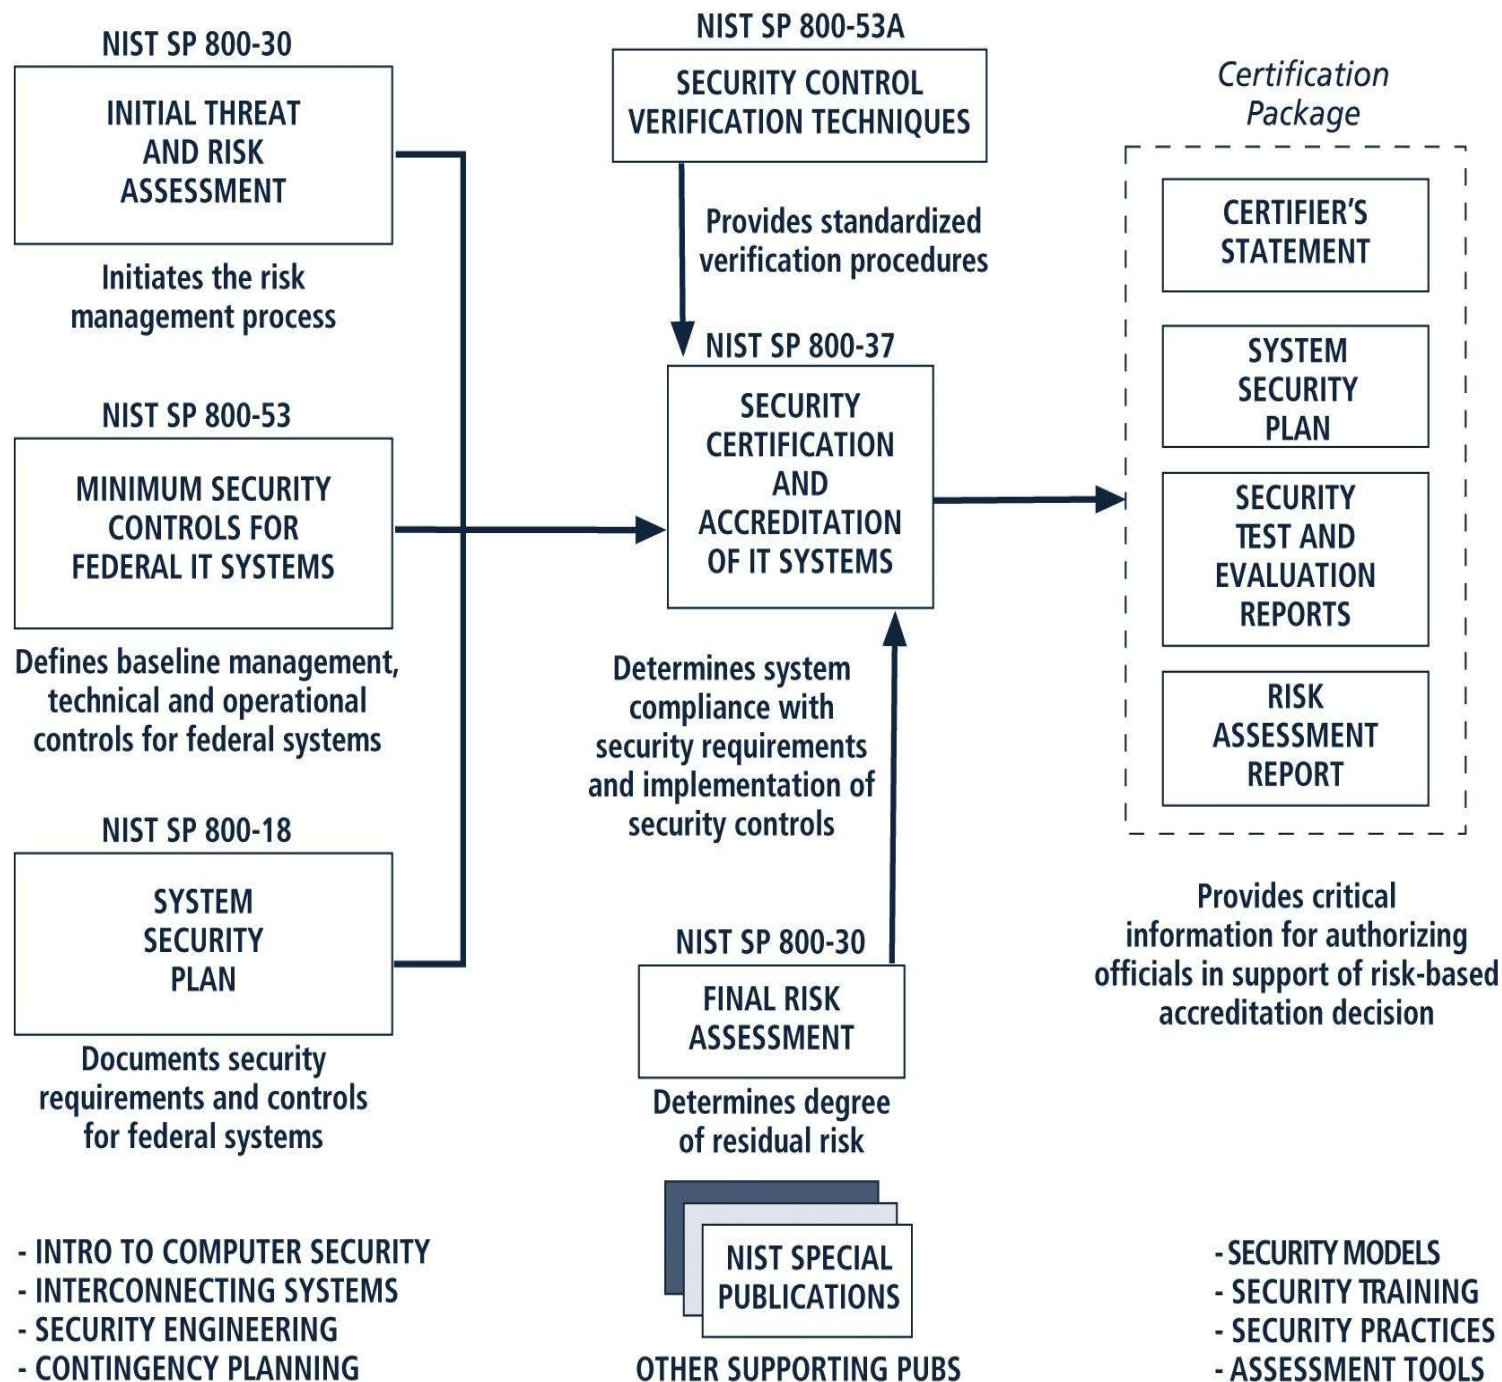 NIST SP 800-30
INITIAL THREAT
AND RISK
ASSESSMENT
Initiates the risk
management process
NIST SP 800-53
MINIMUM SECURITY
CONTROLS FOR
FEDERAL IT SYSTEMS
Defines baseline management,
technical and operational
controls for federal systems
NIST SP 800-18
SYSTEM
SECURITY
PLAN
Documents security
requirements and controls
for federal systems
NIST SP 800-53A
SECURITY CONTROL
VERIFICATION TECHNIQUES
Provides standardized
verification procedures
NIST SP 800-37
SECURITY
CERTIFICATION
AND
ACCREDITATION
OF IT SYSTEMS
Determines system
compliance with
security requirements
and implementation of
security controls
NIST SP 800-30
FINAL RISK
ASSESSMENT
Determines degree
of residual risk
Certification
Package
CERTIFIER'S
STATEMENT
SYSTEM
SECURITY
PLAN
SECURITY
TEST AND
EVALUATION
REPORTS
RISK
ASSESSMENT
REPORT
Provides critical
information for authorizing
officials in support of risk-based
accreditation decision
- INTRO TO COMPUTER SECURITY
- INTERCONNECTING SYSTEMS
- SECURITY ENGINEERING
- CONTINGENCY PLANNING
NIST SPECIAL
PUBLICATIONS
OTHER SUPPORTING PUBS
- SECURITY MODELS
- SECURITY TRAINING
- SECURITY PRACTICES
- ASSESSMENT TOOLS